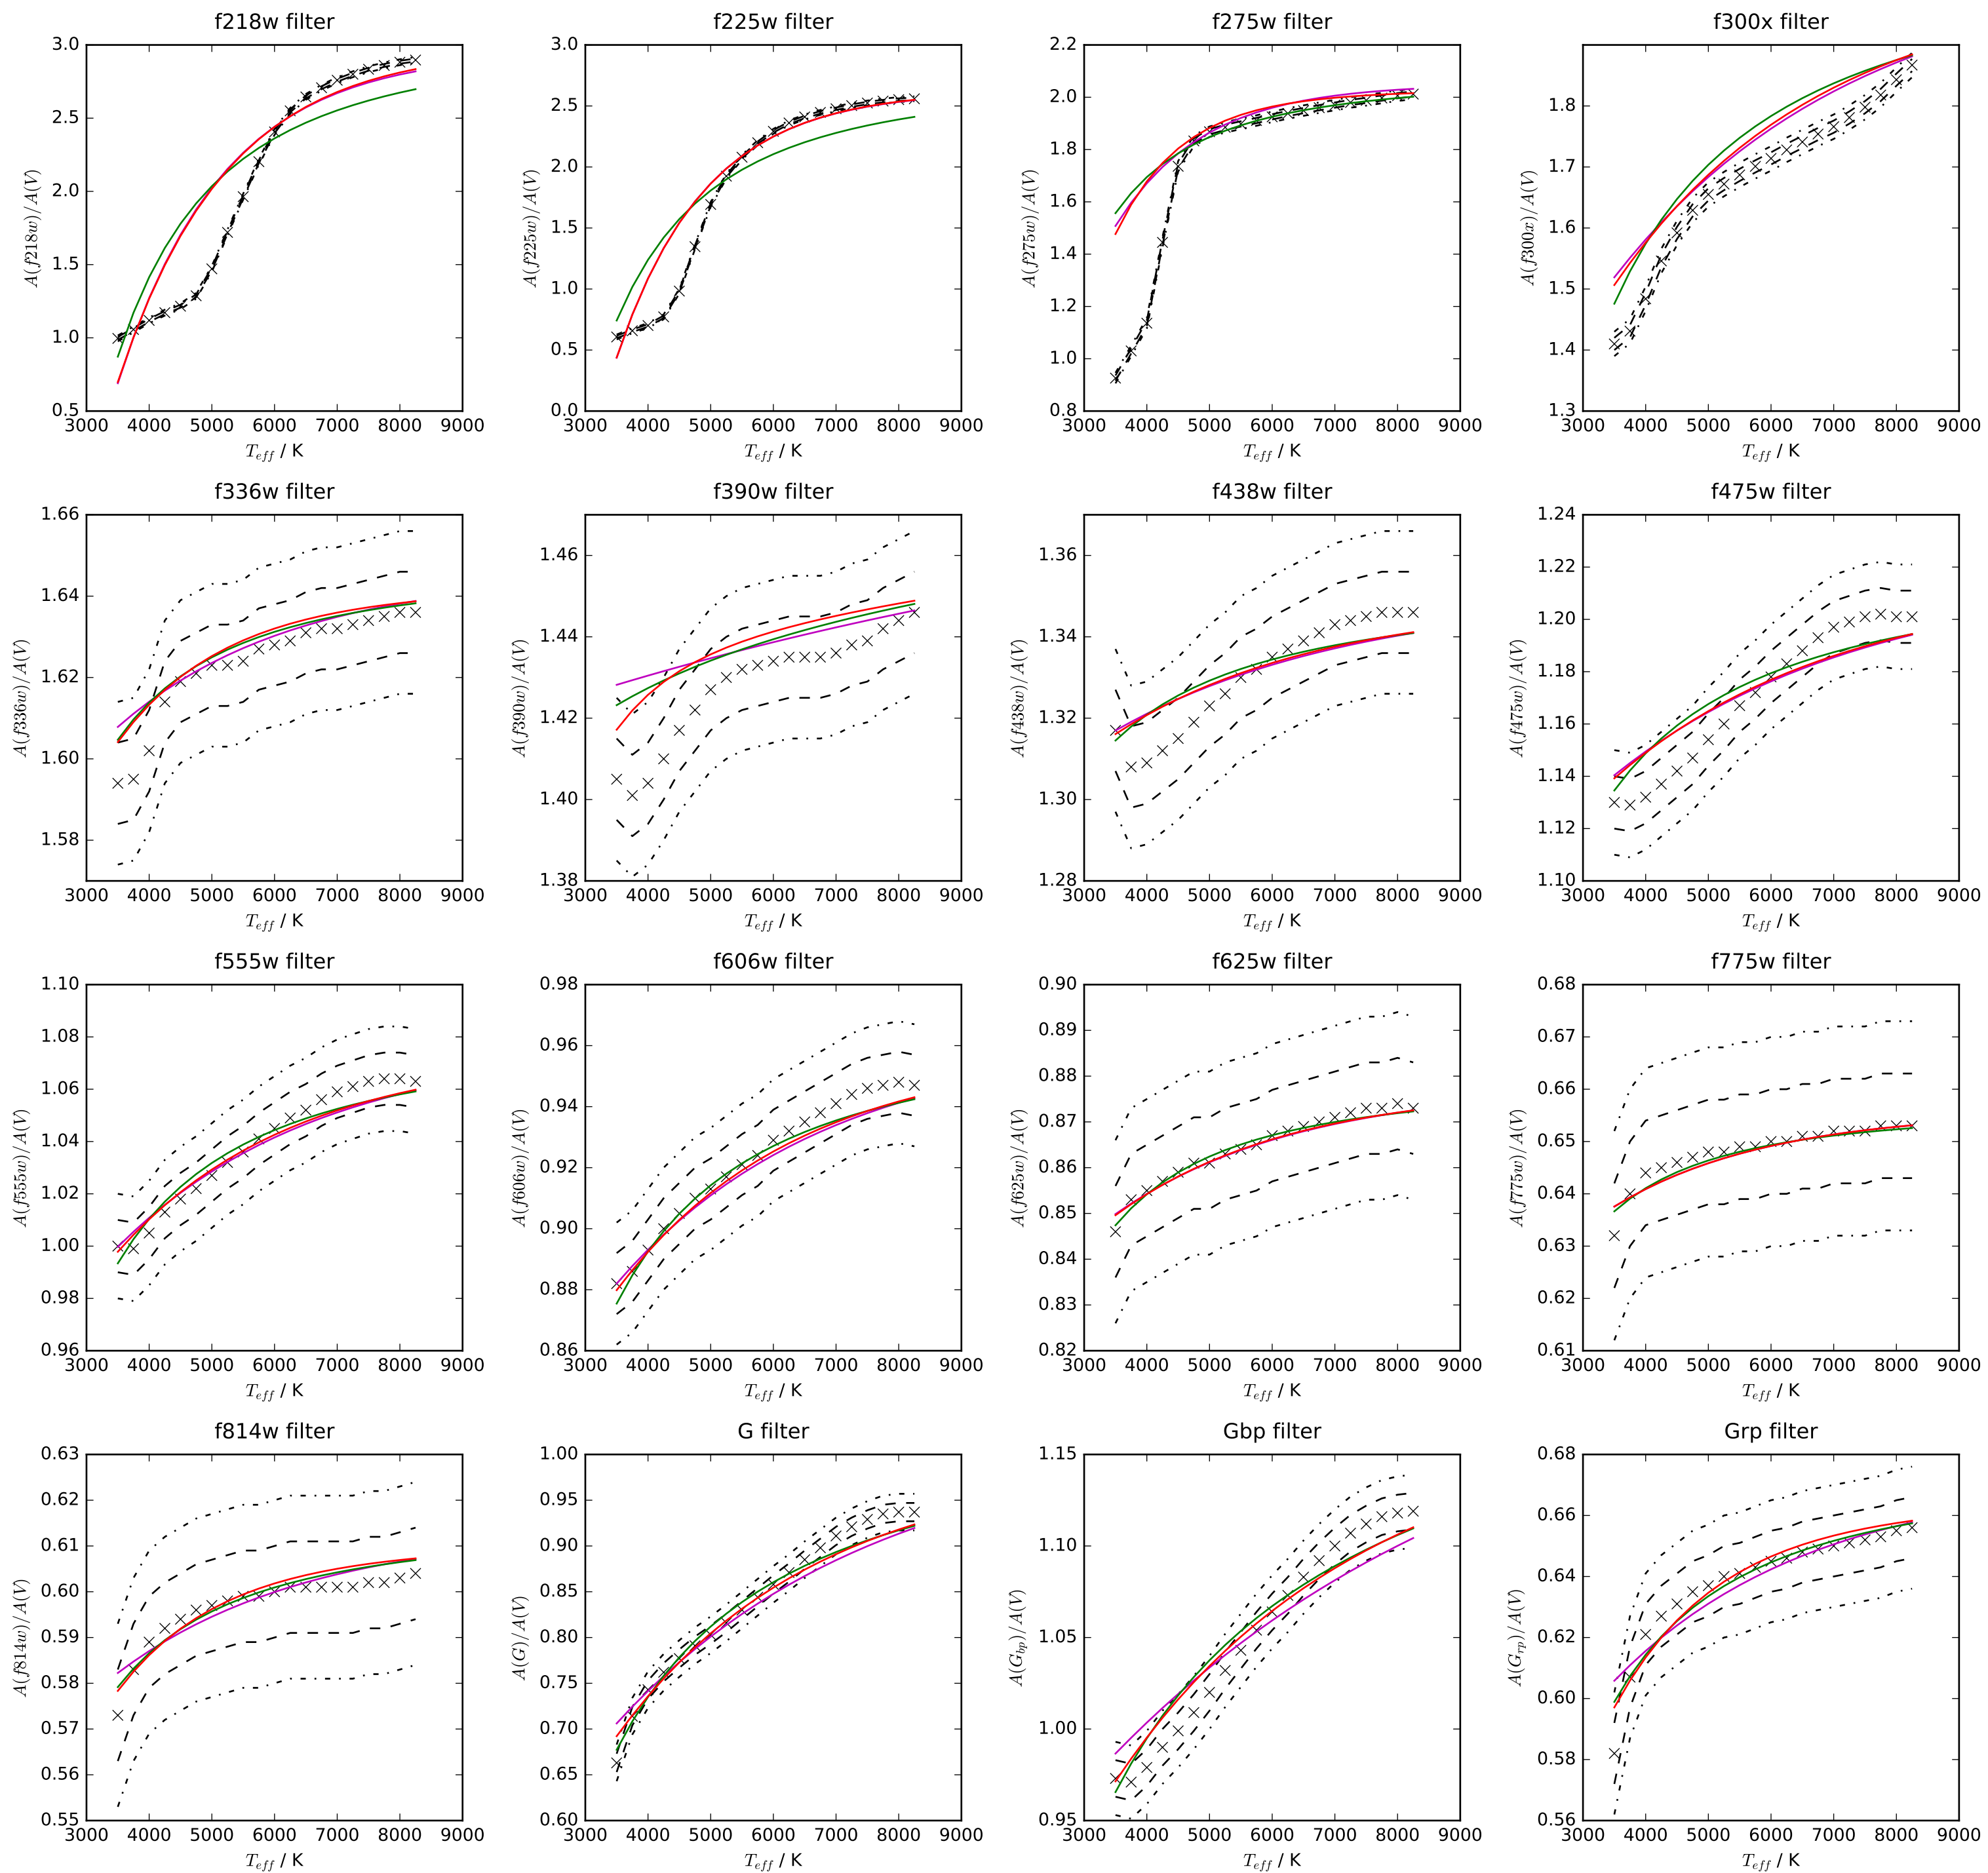 f218w filter
3.0
2.5
2.0
1.5
1.0
0.5
A(f218w)/A(V)
3000 4000 5000 6000 7000 8000 9000
T_eff / K
f225w filter
3.0
2.5
2.0
1.5
1.0
0.5
0.0
A(f225w)/A(V)
3000 4000 5000 6000 7000 8000 9000
T_eff / K
f275w filter
2.2
2.0
1.8
1.6
1.4
1.2
1.0
0.8
A(f275w)/A(V)
3000 4000 5000 6000 7000 8000 9000
T_eff / K
f300x filter
1.8
1.7
1.6
1.5
1.4
1.3
A(f300x)/A(V)
3000 4000 5000 6000 7000 8000 9000
T_eff / K
f336w filter
1.66
1.64
1.62
1.60
1.58
A(f336w)/A(V)
3000 4000 5000 6000 7000 8000 9000
T_eff / K
f390w filter
1.46
1.44
1.42
1.40
1.38
A(f390w)/A(V)
3000 4000 5000 6000 7000 8000 9000
T_eff / K
f438w filter
1.36
1.34
1.32
1.30
1.28
A(f438w)/A(V)
3000 4000 5000 6000 7000 8000 9000
T_eff / K
f475w filter
1.24
1.22
1.20
1.18
1.16
1.14
1.12
1.10
A(f475w)/A(V)
3000 4000 5000 6000 7000 8000 9000
T_eff / K
f555w filter
1.10
1.08
1.06
1.04
1.02
1.00
0.98
0.96
A(f555w)/A(V)
3000 4000 5000 6000 7000 8000 9000
T_eff / K
f606w filter
0.98
0.96
0.94
0.92
0.90
0.88
0.86
A(f606w)/A(V)
3000 4000 5000 6000 7000 8000 9000
T_eff / K
f625w filter
0.90
0.89
0.88
0.87
0.86
0.85
0.84
0.83
0.82
A(f625w)/A(V)
3000 4000 5000 6000 7000 8000 9000
T_eff / K
f775w filter
0.68
0.67
0.66
0.65
0.64
0.63
0.62
0.61
A(f775w)/A(V)
3000 4000 5000 6000 7000 8000 9000
T_eff / K
f814w filter
0.63
0.62
0.61
0.60
0.59
0.58
0.57
0.56
0.55
A(f814w)/A(V)
3000 4000 5000 6000 7000 8000 9000
T_eff / K
G filter
1.00
0.95
0.90
0.85
0.80
0.75
0.70
0.65
0.60
A(G)/A(V)
3000 4000 5000 6000 7000 8000 9000
T_eff / K
Gbp filter
1.15
1.10
1.05
1.00
0.95
A(G_bp)/A(V)
3000 4000 5000 6000 7000 8000 9000
T_eff / K
Grp filter
0.68
0.66
0.64
0.62
0.60
0.58
0.56
A(G_rp)/A(V)
3000 4000 5000 6000 7000 8000 9000
T_eff / K